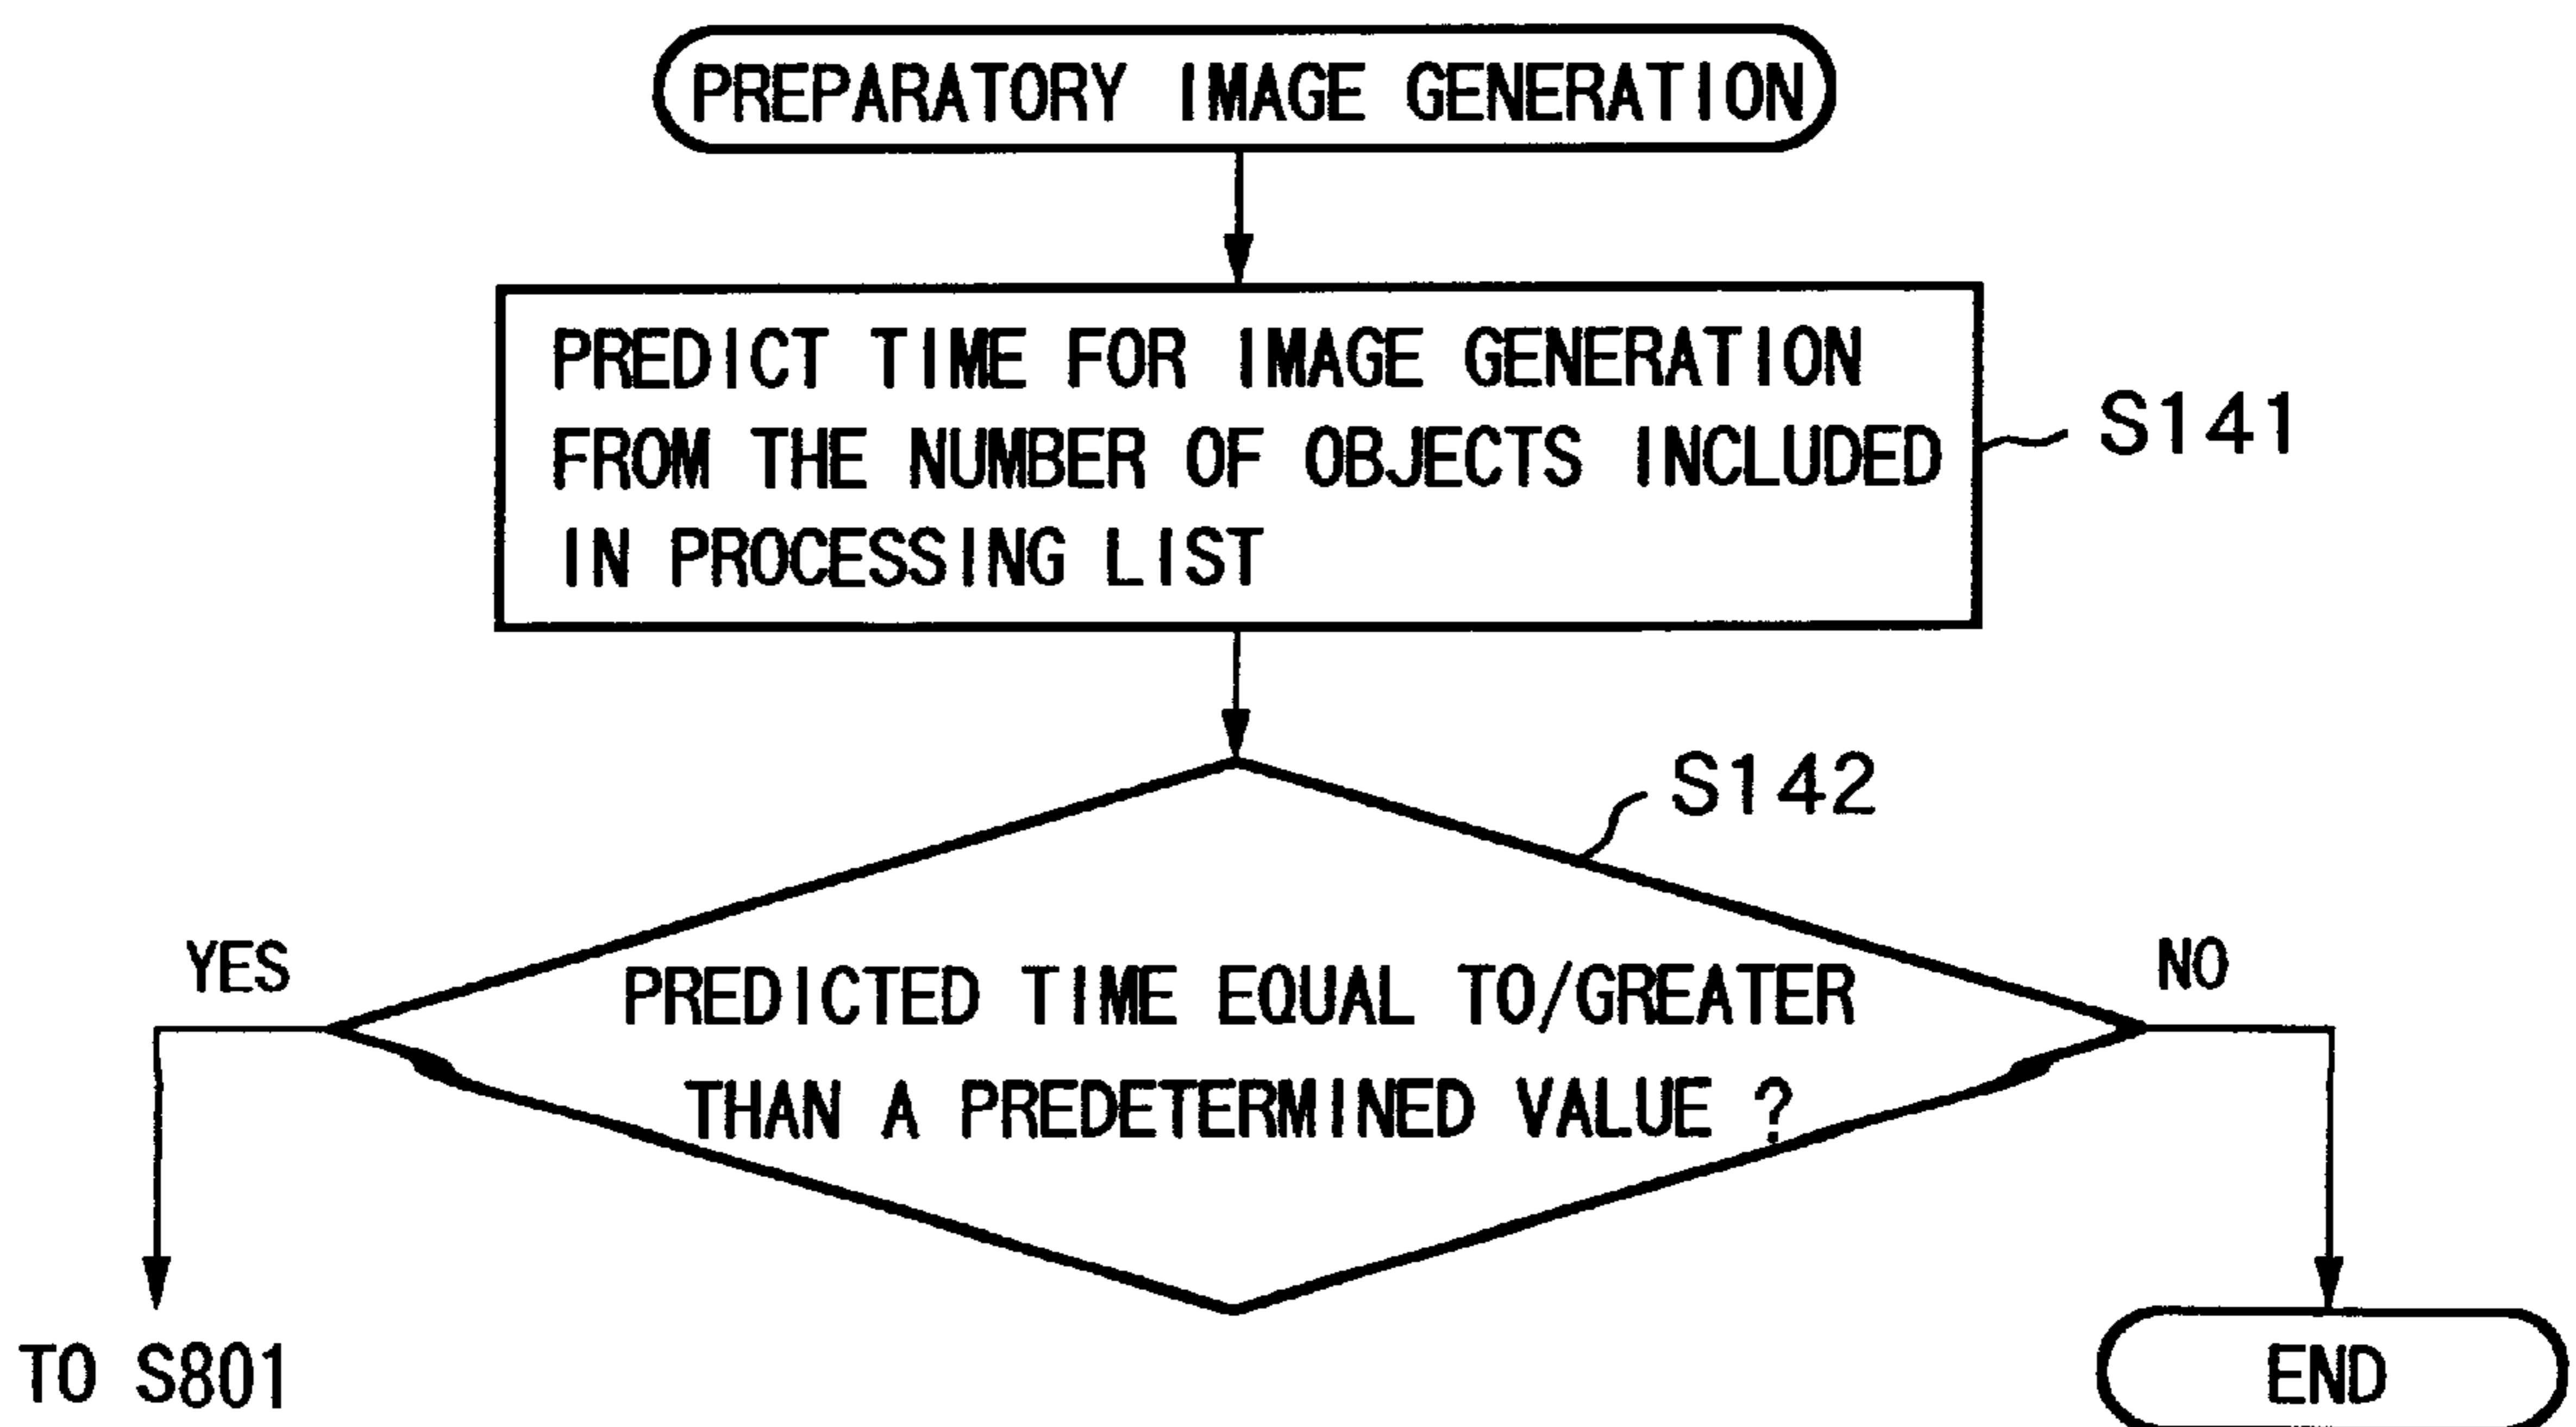 PREPARATORY IMAGE GENERATION
PREDICT TIME FOR IMAGE GENERATION
FROM THE NUMBER OF OBJECTS INCLUDED
IN PROCESSING LIST
S141
S142
YES
NO
PREDICTED TIME EQUAL TO/GREATER
THAN A PREDETERMINED VALUE ?
TO S801
END